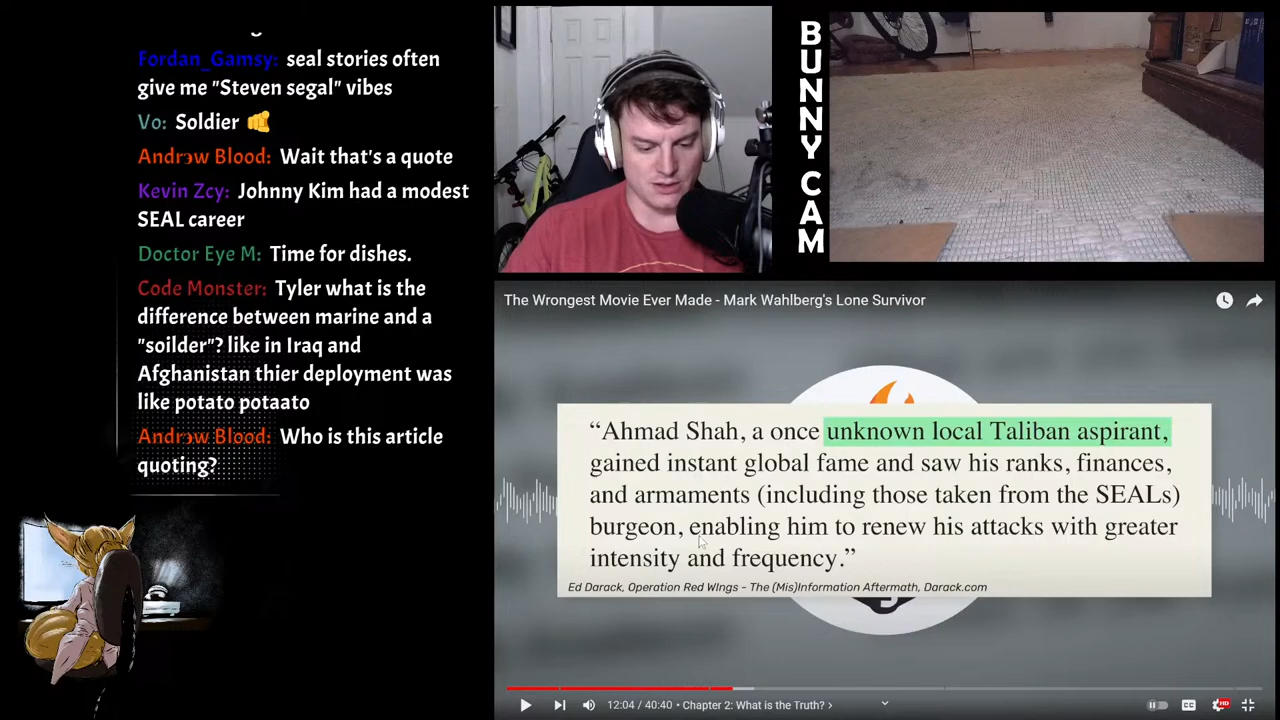 Fordan_Gamsy: seal stories often
give me "Steven segal" vibes
Vo: Soldier 🫵
Andrɔw Blood: Wait that's a quote
Kevin Zcy: Johnny Kim had a modest
SEAL career
Doctor Eye M: Time for dishes.
Code Monster: Tyler what is the
difference between marine and a
"soilder"? like in Iraq and
Afghanistan thier deployment was
like potato potaato
Andrɔw Blood: Who is this article
quoting?
BUNNY CAM
The Wrongest Movie Ever Made - Mark Wahlberg's Lone Survivor
“Ahmad Shah, a once unknown local Taliban aspirant,
gained instant global fame and saw his ranks, finances,
and armaments (including those taken from the SEALs)
burgeon, enabling him to renew his attacks with greater
intensity and frequency.”
Ed Darack, Operation Red WIngs - The (Mis)Information Aftermath, Darack.com
12:04 / 40:40 • Chapter 2: What is the Truth? ›
CC
HD